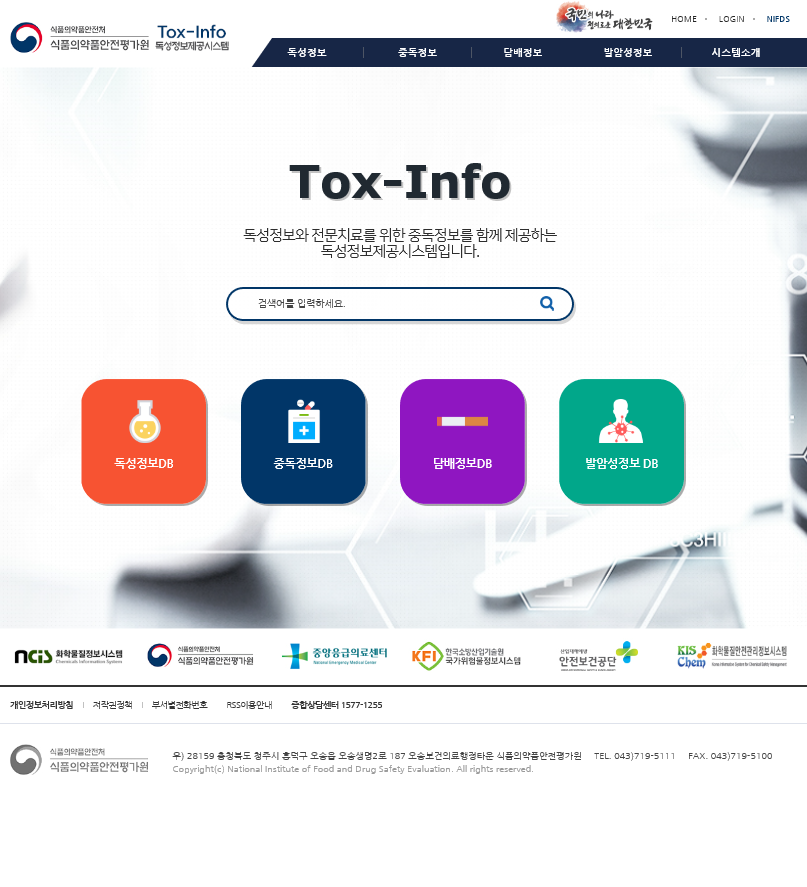 국민의 나라
정의로운 대한민국
HOME
LOGIN
NIFDS
식품의약품안전처
식품의약품안전평가원
Tox-Info
독성정보제공시스템
독성정보
중독정보
담배정보
발암성정보
시스템소개
Tox-Info
독성정보와 전문치료를 위한 중독정보를 함께 제공하는
독성정보제공시스템입니다.
검색어를 입력하세요.
독성정보DB
중독정보DB
담배정보DB
발암성정보 DB
NCIS 화학물질정보시스템
Chemicals Information Systems
식품의약품안전처
식품의약품안전평가원
중앙응급의료센터
National Emergency Medical Center
KFI 한국소방산업기술원
국가위험물정보시스템
산업재해예방
안전보건공단
KIS Chem 화학물질안전관리정보시스템
Korea Information System for Chemical Safety Management
개인정보처리방침
저작권정책
부서별전화번호
RSS이용안내
종합상담센터 1577-1255
식품의약품안전처
식품의약품안전평가원
우) 28159 충청북도 청주시 흥덕구 오송읍 오송생명2로 187 오송보건의료행정타운 식품의약품안전평가원 TEL. 043)719-5111 FAX. 043)719-5100
Copyright(c) National Institute of Food and Drug Safety Evaluation. All rights reserved.